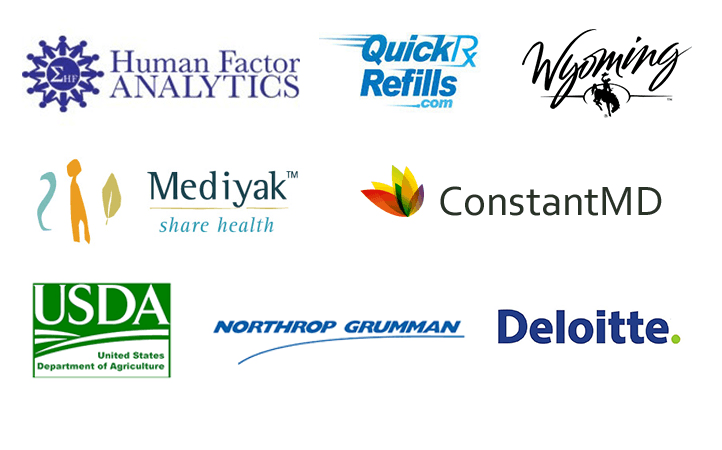 ΣHF
Human Factor
ANALYTICS
QuickRx
Refills
.com
Wyoming
®
™
Mediyak™
share health
ConstantMD
USDA
United States
Department of Agriculture
NORTHROP GRUMMAN
Deloitte.